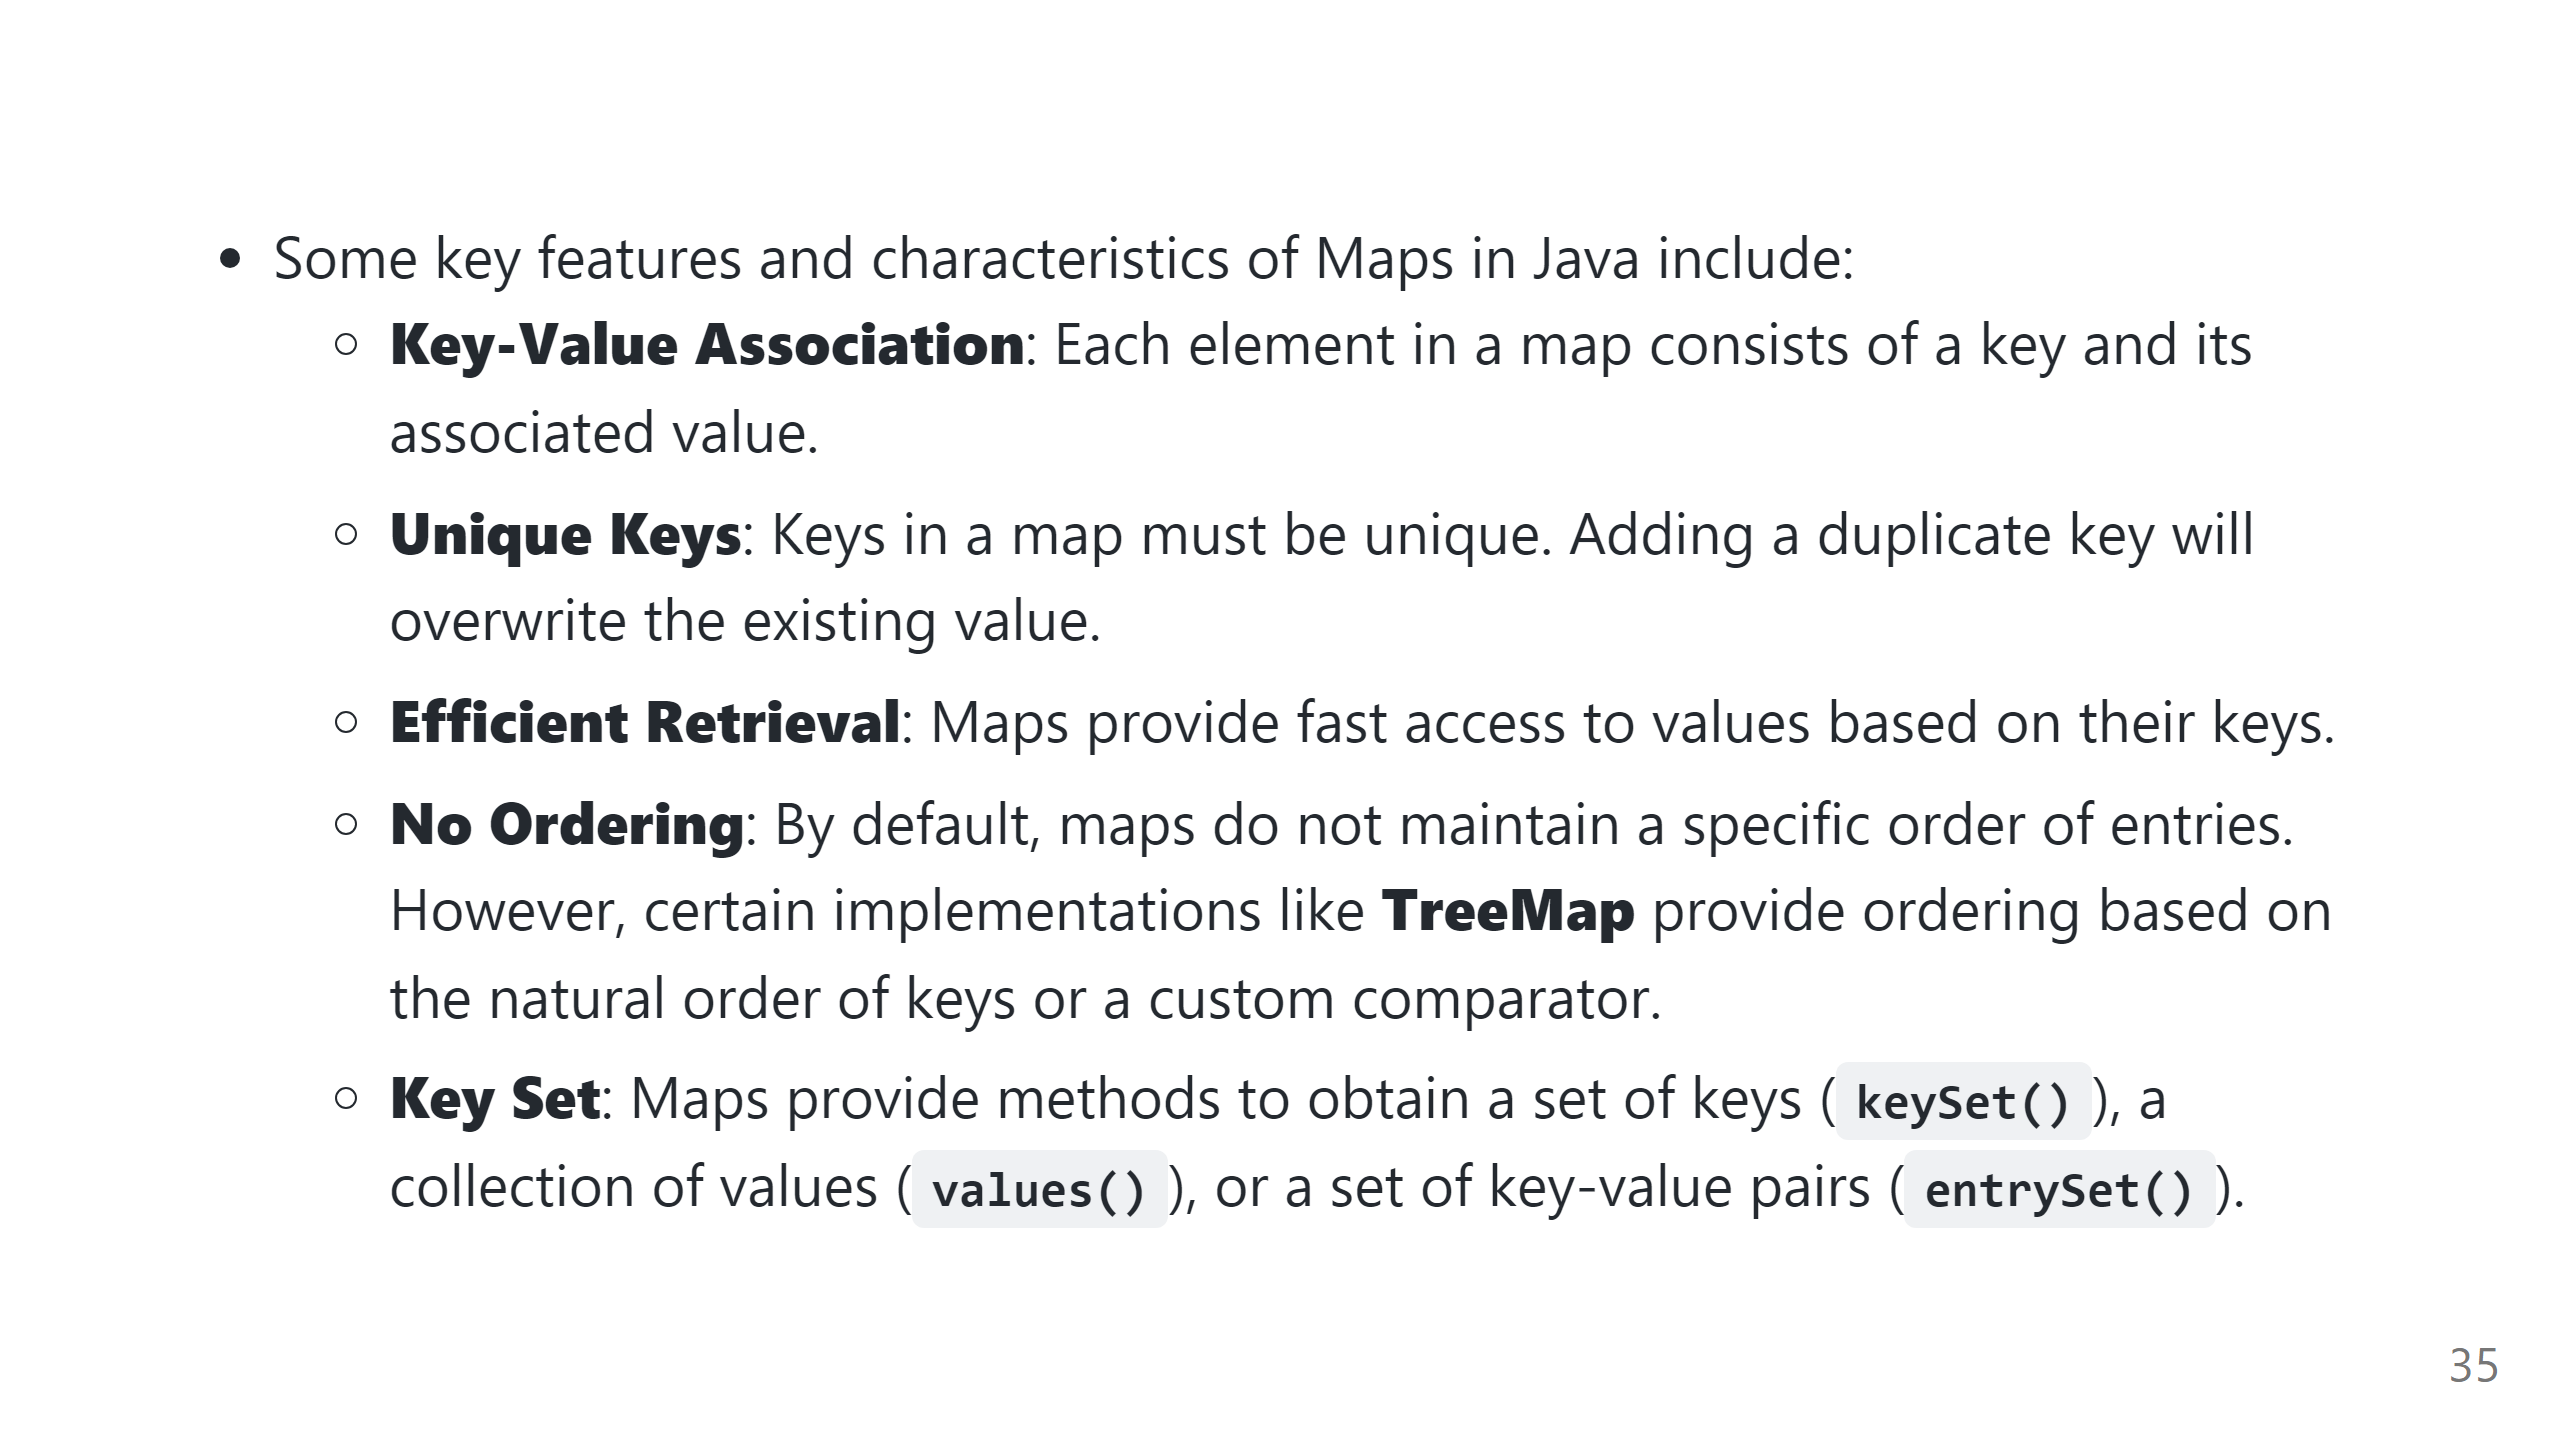 • Some key features and characteristics of Maps in Java include:
○ Key-Value Association: Each element in a map consists of a key and its
associated value.
○ Unique Keys: Keys in a map must be unique. Adding a duplicate key will
overwrite the existing value.
○ Efficient Retrieval: Maps provide fast access to values based on their keys.
○ No Ordering: By default, maps do not maintain a specific order of entries.
However, certain implementations like TreeMap provide ordering based on
the natural order of keys or a custom comparator.
○ Key Set: Maps provide methods to obtain a set of keys ( keySet() ), a
collection of values ( values() ), or a set of key-value pairs ( entrySet() ).
35